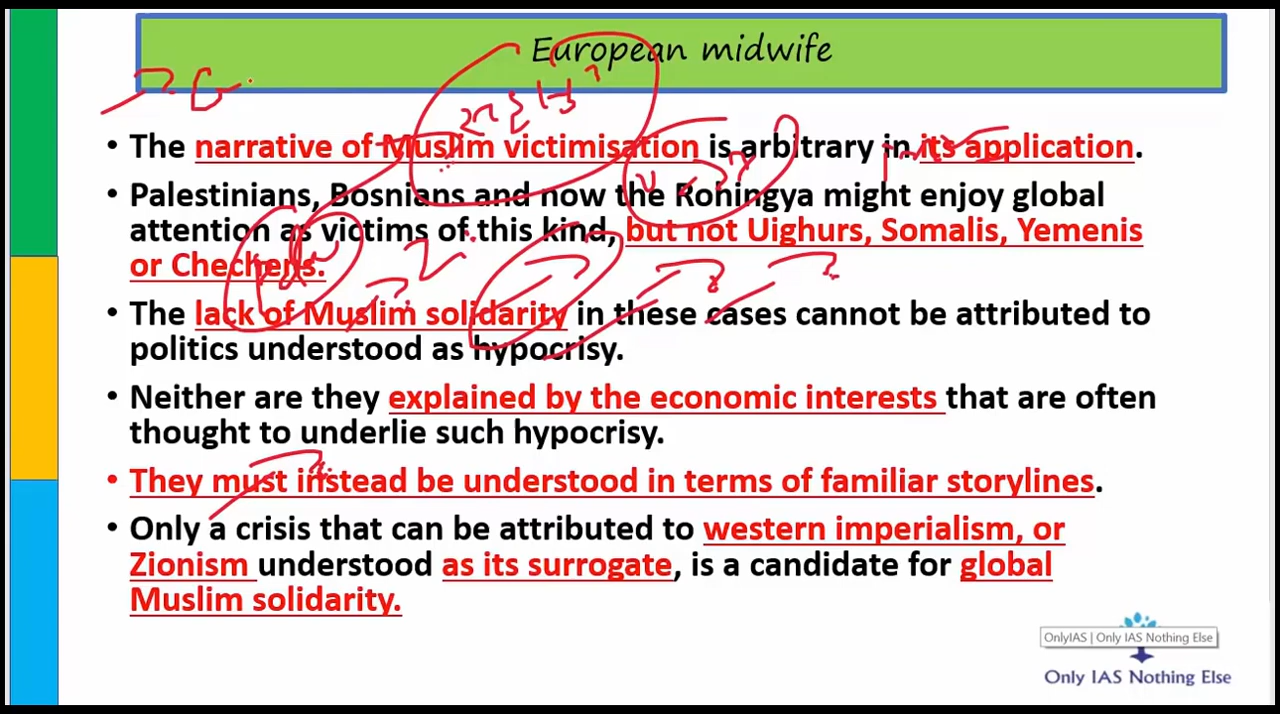 European midwife
• The narrative of Muslim victimisation is arbitrary in its application.
• Palestinians, Bosnians and now the Rohingya might enjoy global
attention as victims of this kind, but not Uighurs, Somalis, Yemenis
or Chechens.
• The lack of Muslim solidarity in these cases cannot be attributed to
politics understood as hypocrisy.
• Neither are they explained by the economic interests that are often
thought to underlie such hypocrisy.
• They must instead be understood in terms of familiar storylines.
• Only a crisis that can be attributed to western imperialism, or
Zionism understood as its surrogate, is a candidate for global
Muslim solidarity.
OnlyIAS | Only IAS Nothing Else
Only IAS Nothing Else